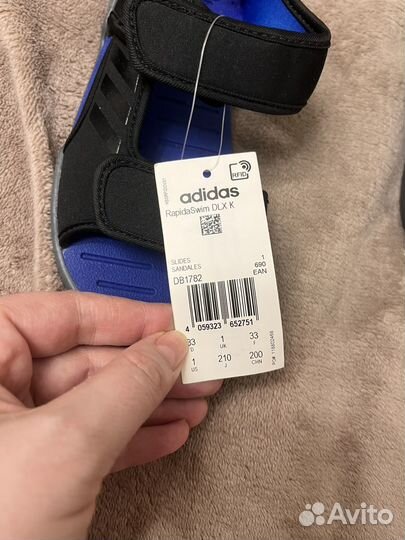 RFID
adidas
RapidaSwim DLX K
SLIDES 1
SANDALES 690
DB1782 EAN
4 059323 652751
33 1 33
D UK F
1 210 200
US J CHN
Avito